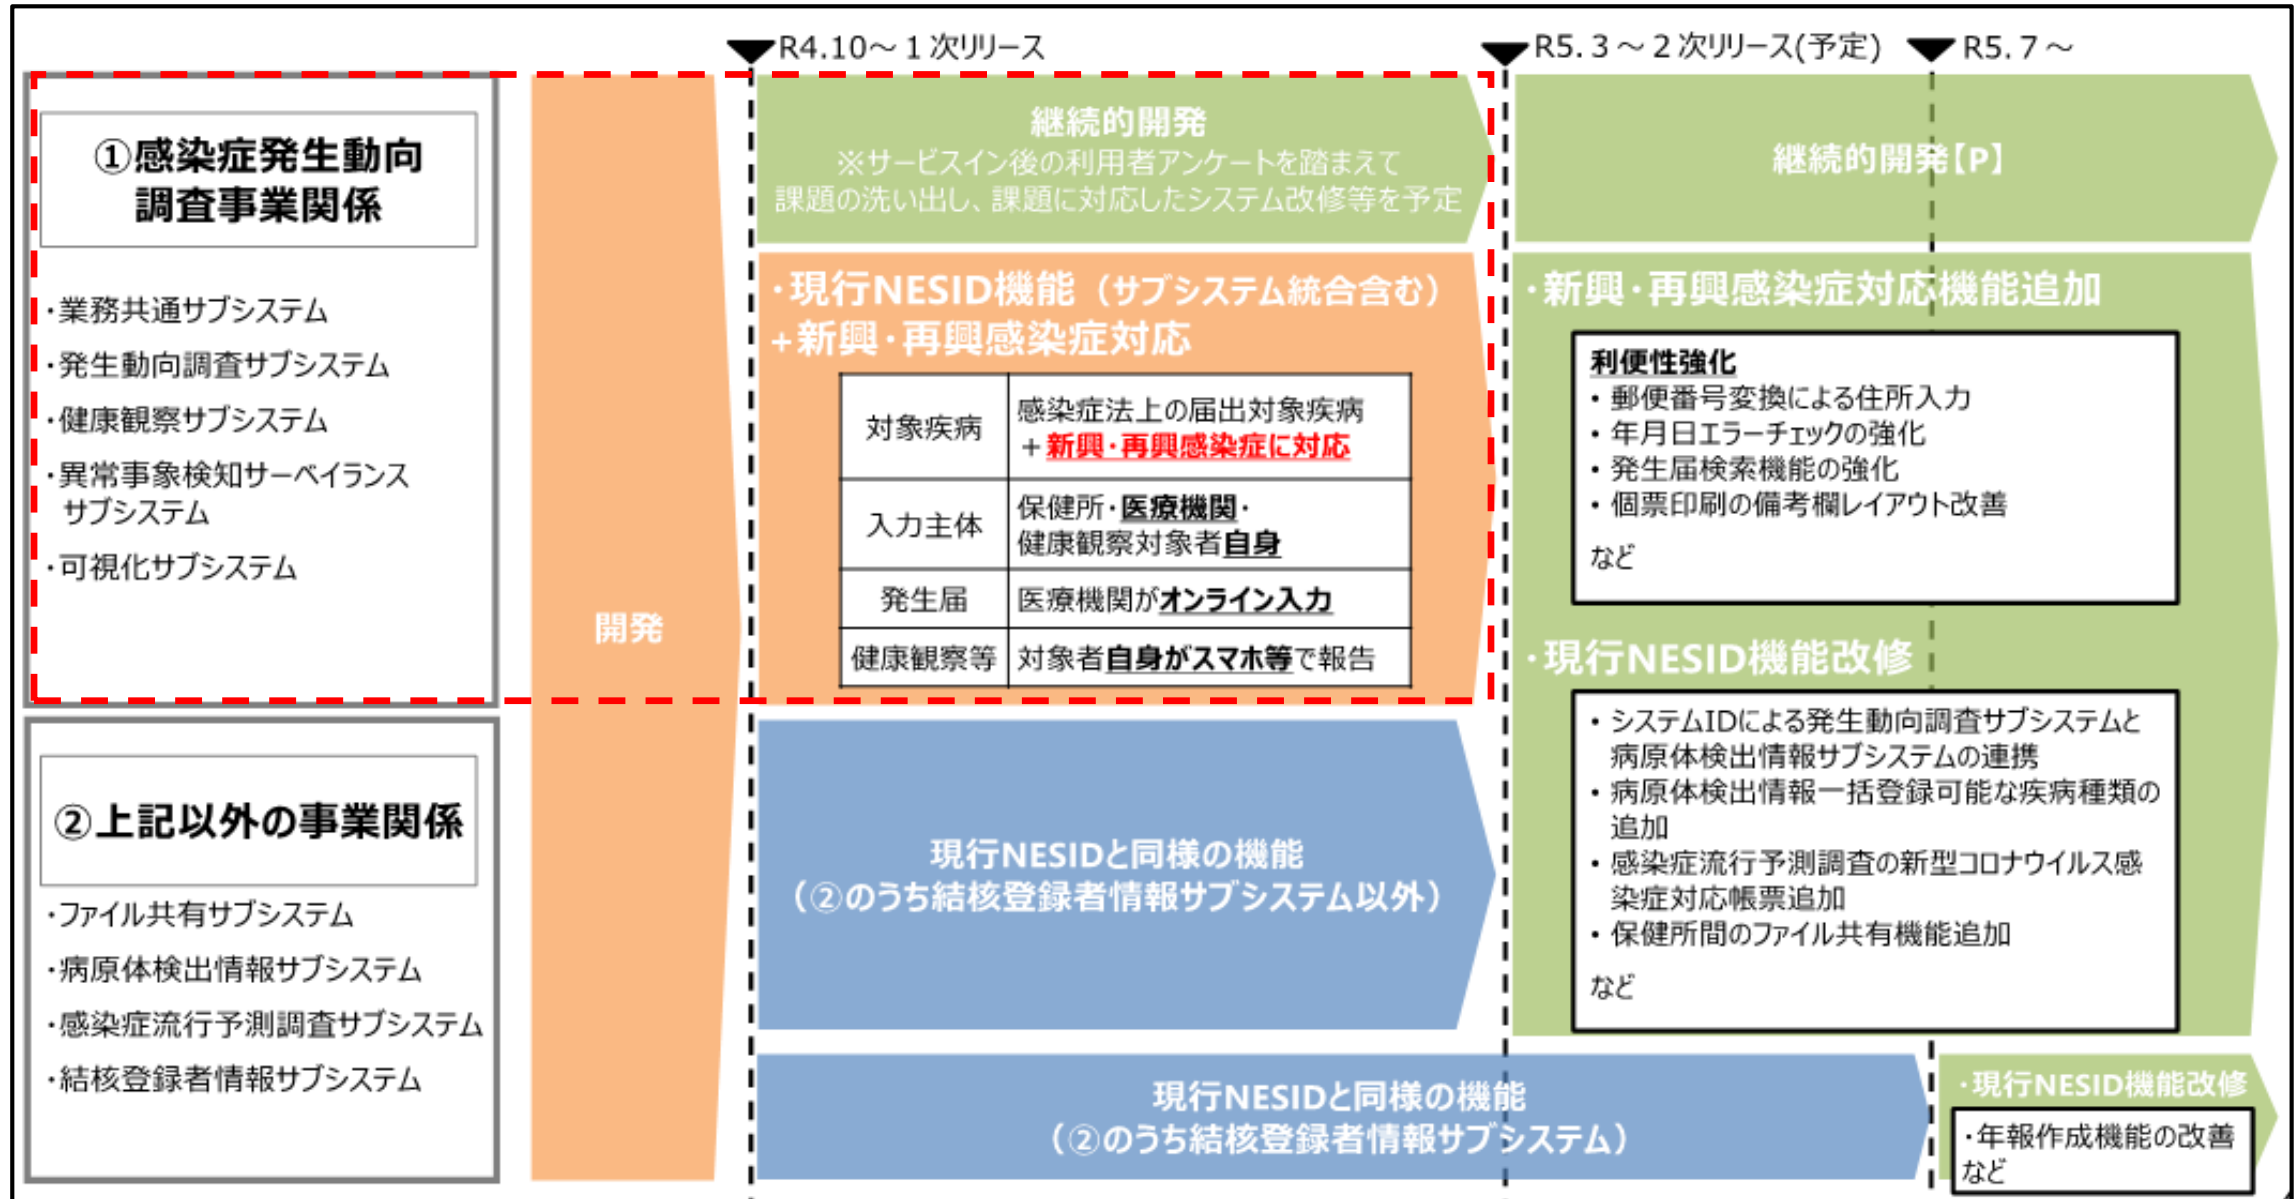 R4.10～１次リリース
R5.３～２次リリース(予定)
R5.７～
①感染症発生動向
調査事業関係
・業務共通サブシステム
・発生動向調査サブシステム
・健康観察サブシステム
・異常事象検知サーベイランス
サブシステム
・可視化サブシステム
②上記以外の事業関係
・ファイル共有サブシステム
・病原体検出情報サブシステム
・感染症流行予測調査サブシステム
・結核登録者情報サブシステム
開発
継続的開発
※サービスイン後の利用者アンケートを踏まえて
課題の洗い出し、課題に対応したシステム改修等を予定
・現行NESID機能（サブシステム統合含む）
+新興・再興感染症対応
対象疾病
感染症法上の届出対象疾病
＋新興・再興感染症に対応
入力主体
保健所・医療機関・
健康観察対象者自身
発生届
医療機関がオンライン入力
健康観察等
対象者自身がスマホ等で報告
現行NESIDと同様の機能
（②のうち結核登録者情報サブシステム以外）
現行NESIDと同様の機能
（②のうち結核登録者情報サブシステム）
継続的開発【P】
・新興・再興感染症対応機能追加
利便性強化
• 郵便番号変換による住所入力
• 年月日エラーチェックの強化
• 発生届検索機能の強化
• 個票印刷の備考欄レイアウト改善
など
・現行NESID機能改修
• システムIDによる発生動向調査サブシステムと
病原体検出情報サブシステムの連携
• 病原体検出情報一括登録可能な疾病種類の
追加
• 感染症流行予測調査の新型コロナウイルス感
染症対応帳票追加
• 保健所間のファイル共有機能追加
など
・現行NESID機能改修
・年報作成機能の改善
など